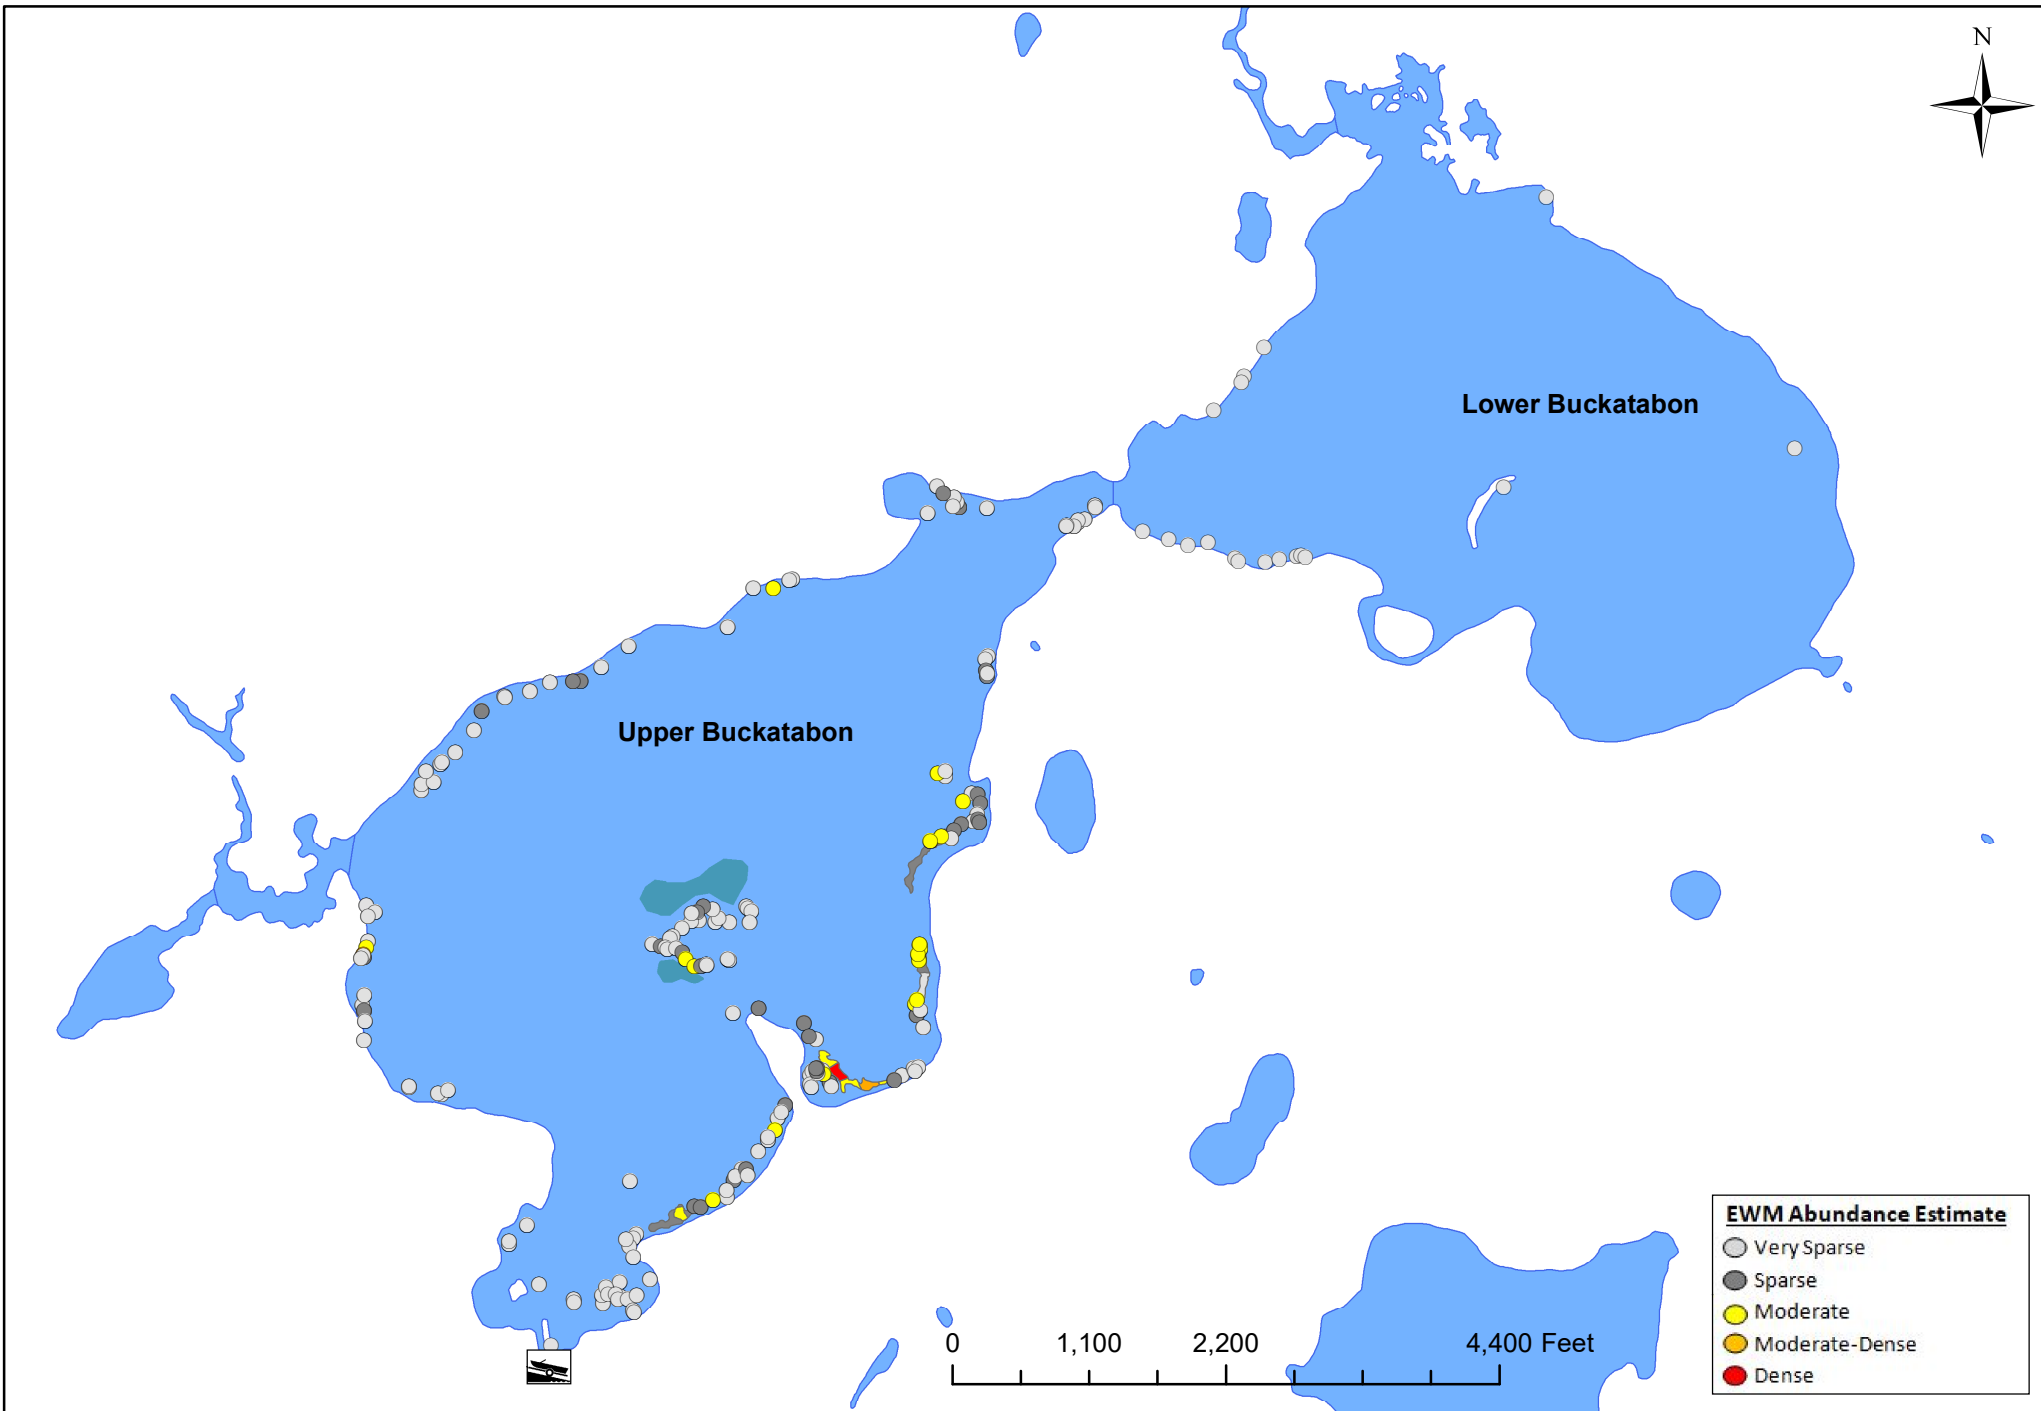 N
Lower Buckatabon
Upper Buckatabon
EWM Abundance Estimate
Very Sparse
Sparse
Moderate
Moderate-Dense
Dense
0 1,100 2,200 4,400 Feet